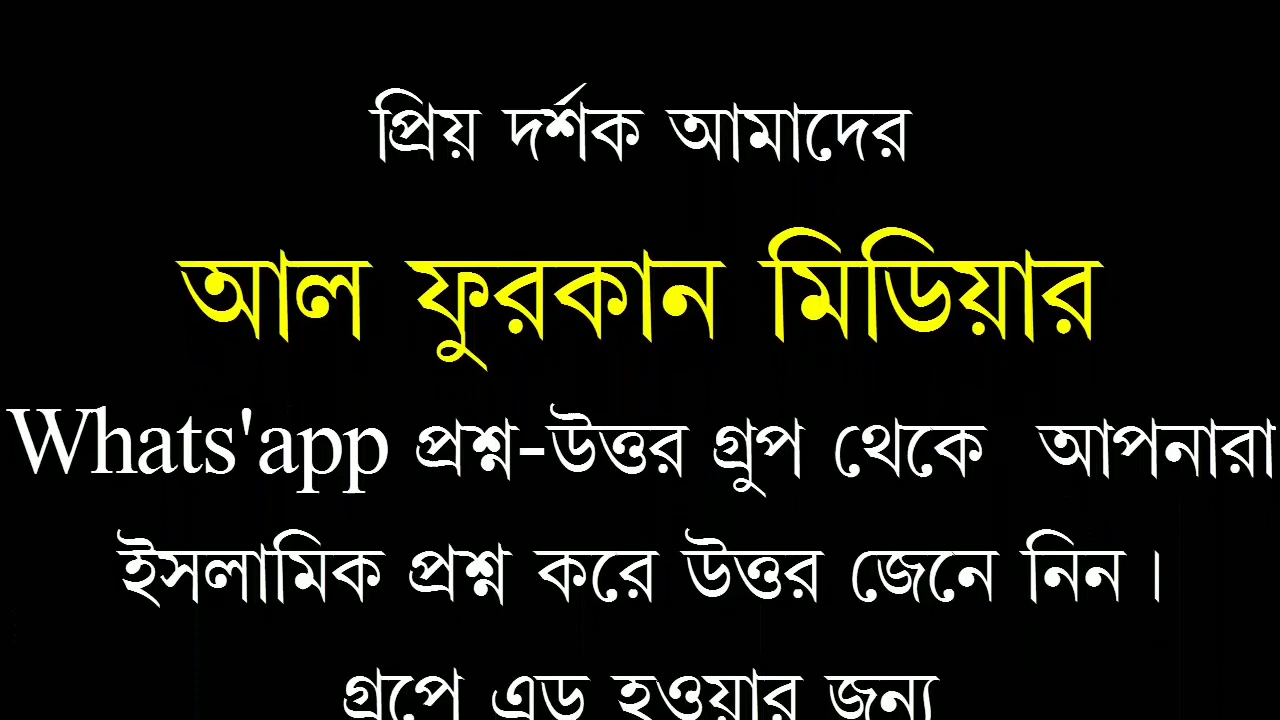 প্রিয় দর্শক আমাদের
আল ফুরকান মিডিয়ার
Whats'app প্রশ্ন-উত্তর গ্রুপ থেকে আপনারা
ইসলামিক প্রশ্ন করে উত্তর জেনে নিন।
গ্রুপে এড হওয়ার জন্য